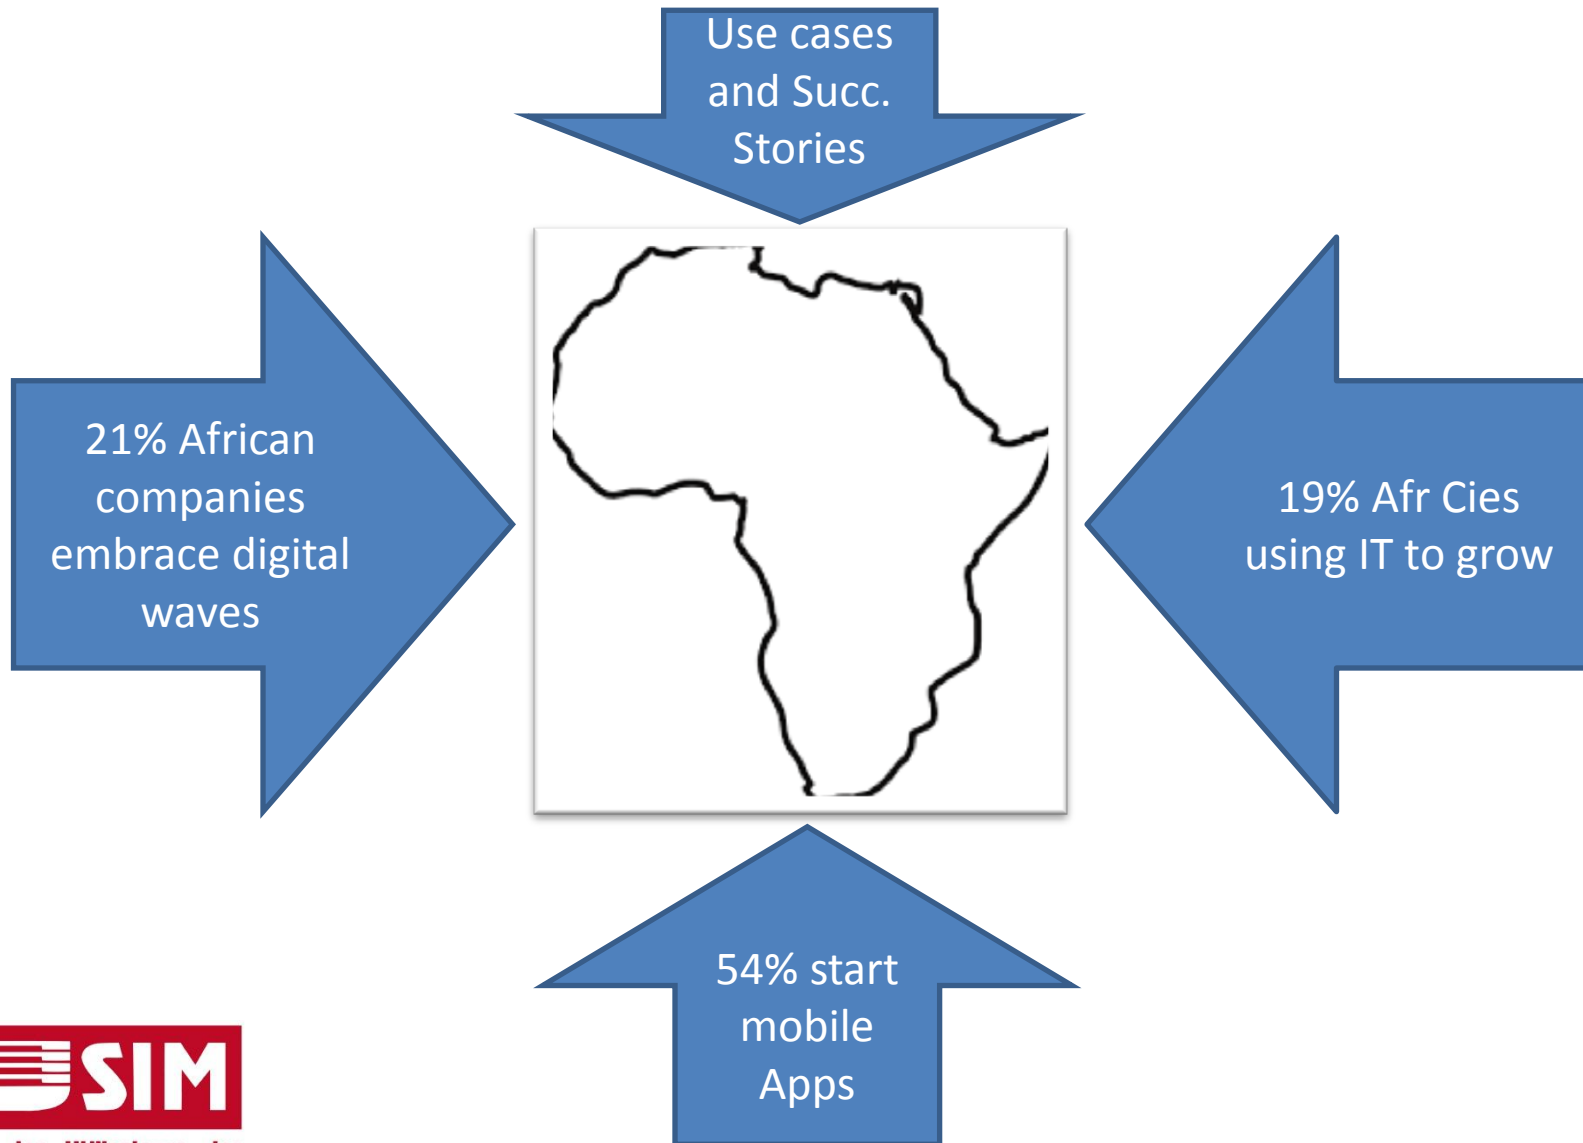 Use cases
and Succ.
Stories
21% African
companies
embrace digital
waves
19% Afr Cies
using IT to grow
54% start
mobile
Apps
SIM